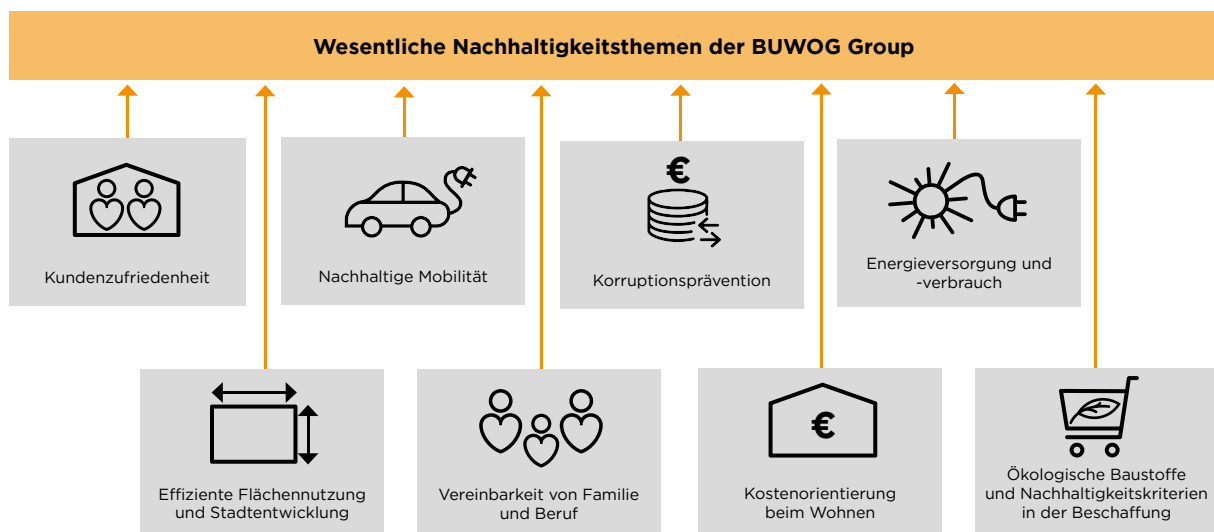 Wesentliche Nachhaltigkeitsthemen der BUWOG Group
Kundenzufriedenheit
Nachhaltige Mobilität
€
Korruptionsprävention
Energieversorgung und
-verbrauch
Effiziente Flächennutzung
und Stadtentwicklung
Vereinbarkeit von Familie
und Beruf
€
Kostenorientierung
beim Wohnen
Ökologische Baustoffe
und Nachhaltigkeitskriterien
in der Beschaffung